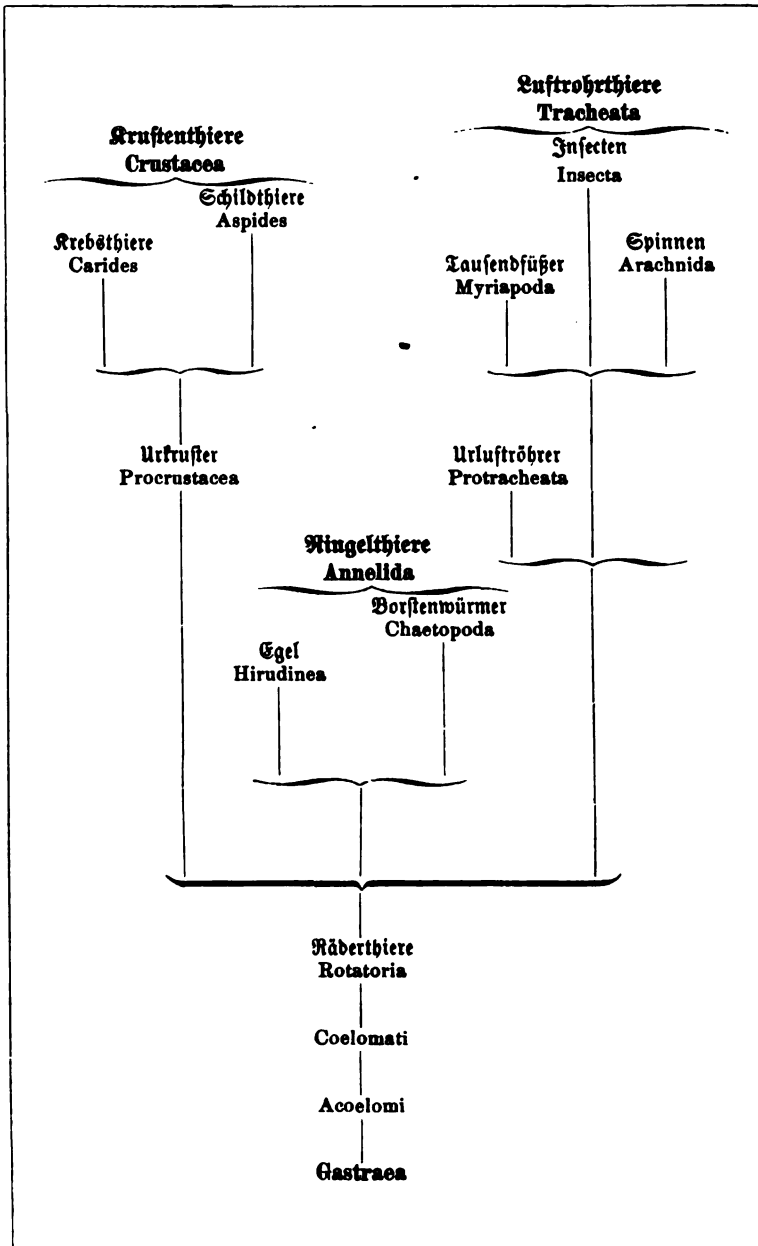 Luftrohrthiere
Tracheata
Krustenthiere
Crustacea
Insecten
Insecta
Schildthiere
Aspides
Krebsthiere
Carides
Tausendfüßer
Myriapoda
Spinnen
Arachnida
Urkruster
Procrustacea
Urluftröhrer
Protracheata
Ringelthiere
Annelida
Borstenwürmer
Chaetopoda
Egel
Hirudinea
Räderthiere
Rotatoria
Coelomati
Acoelomi
Gastraea